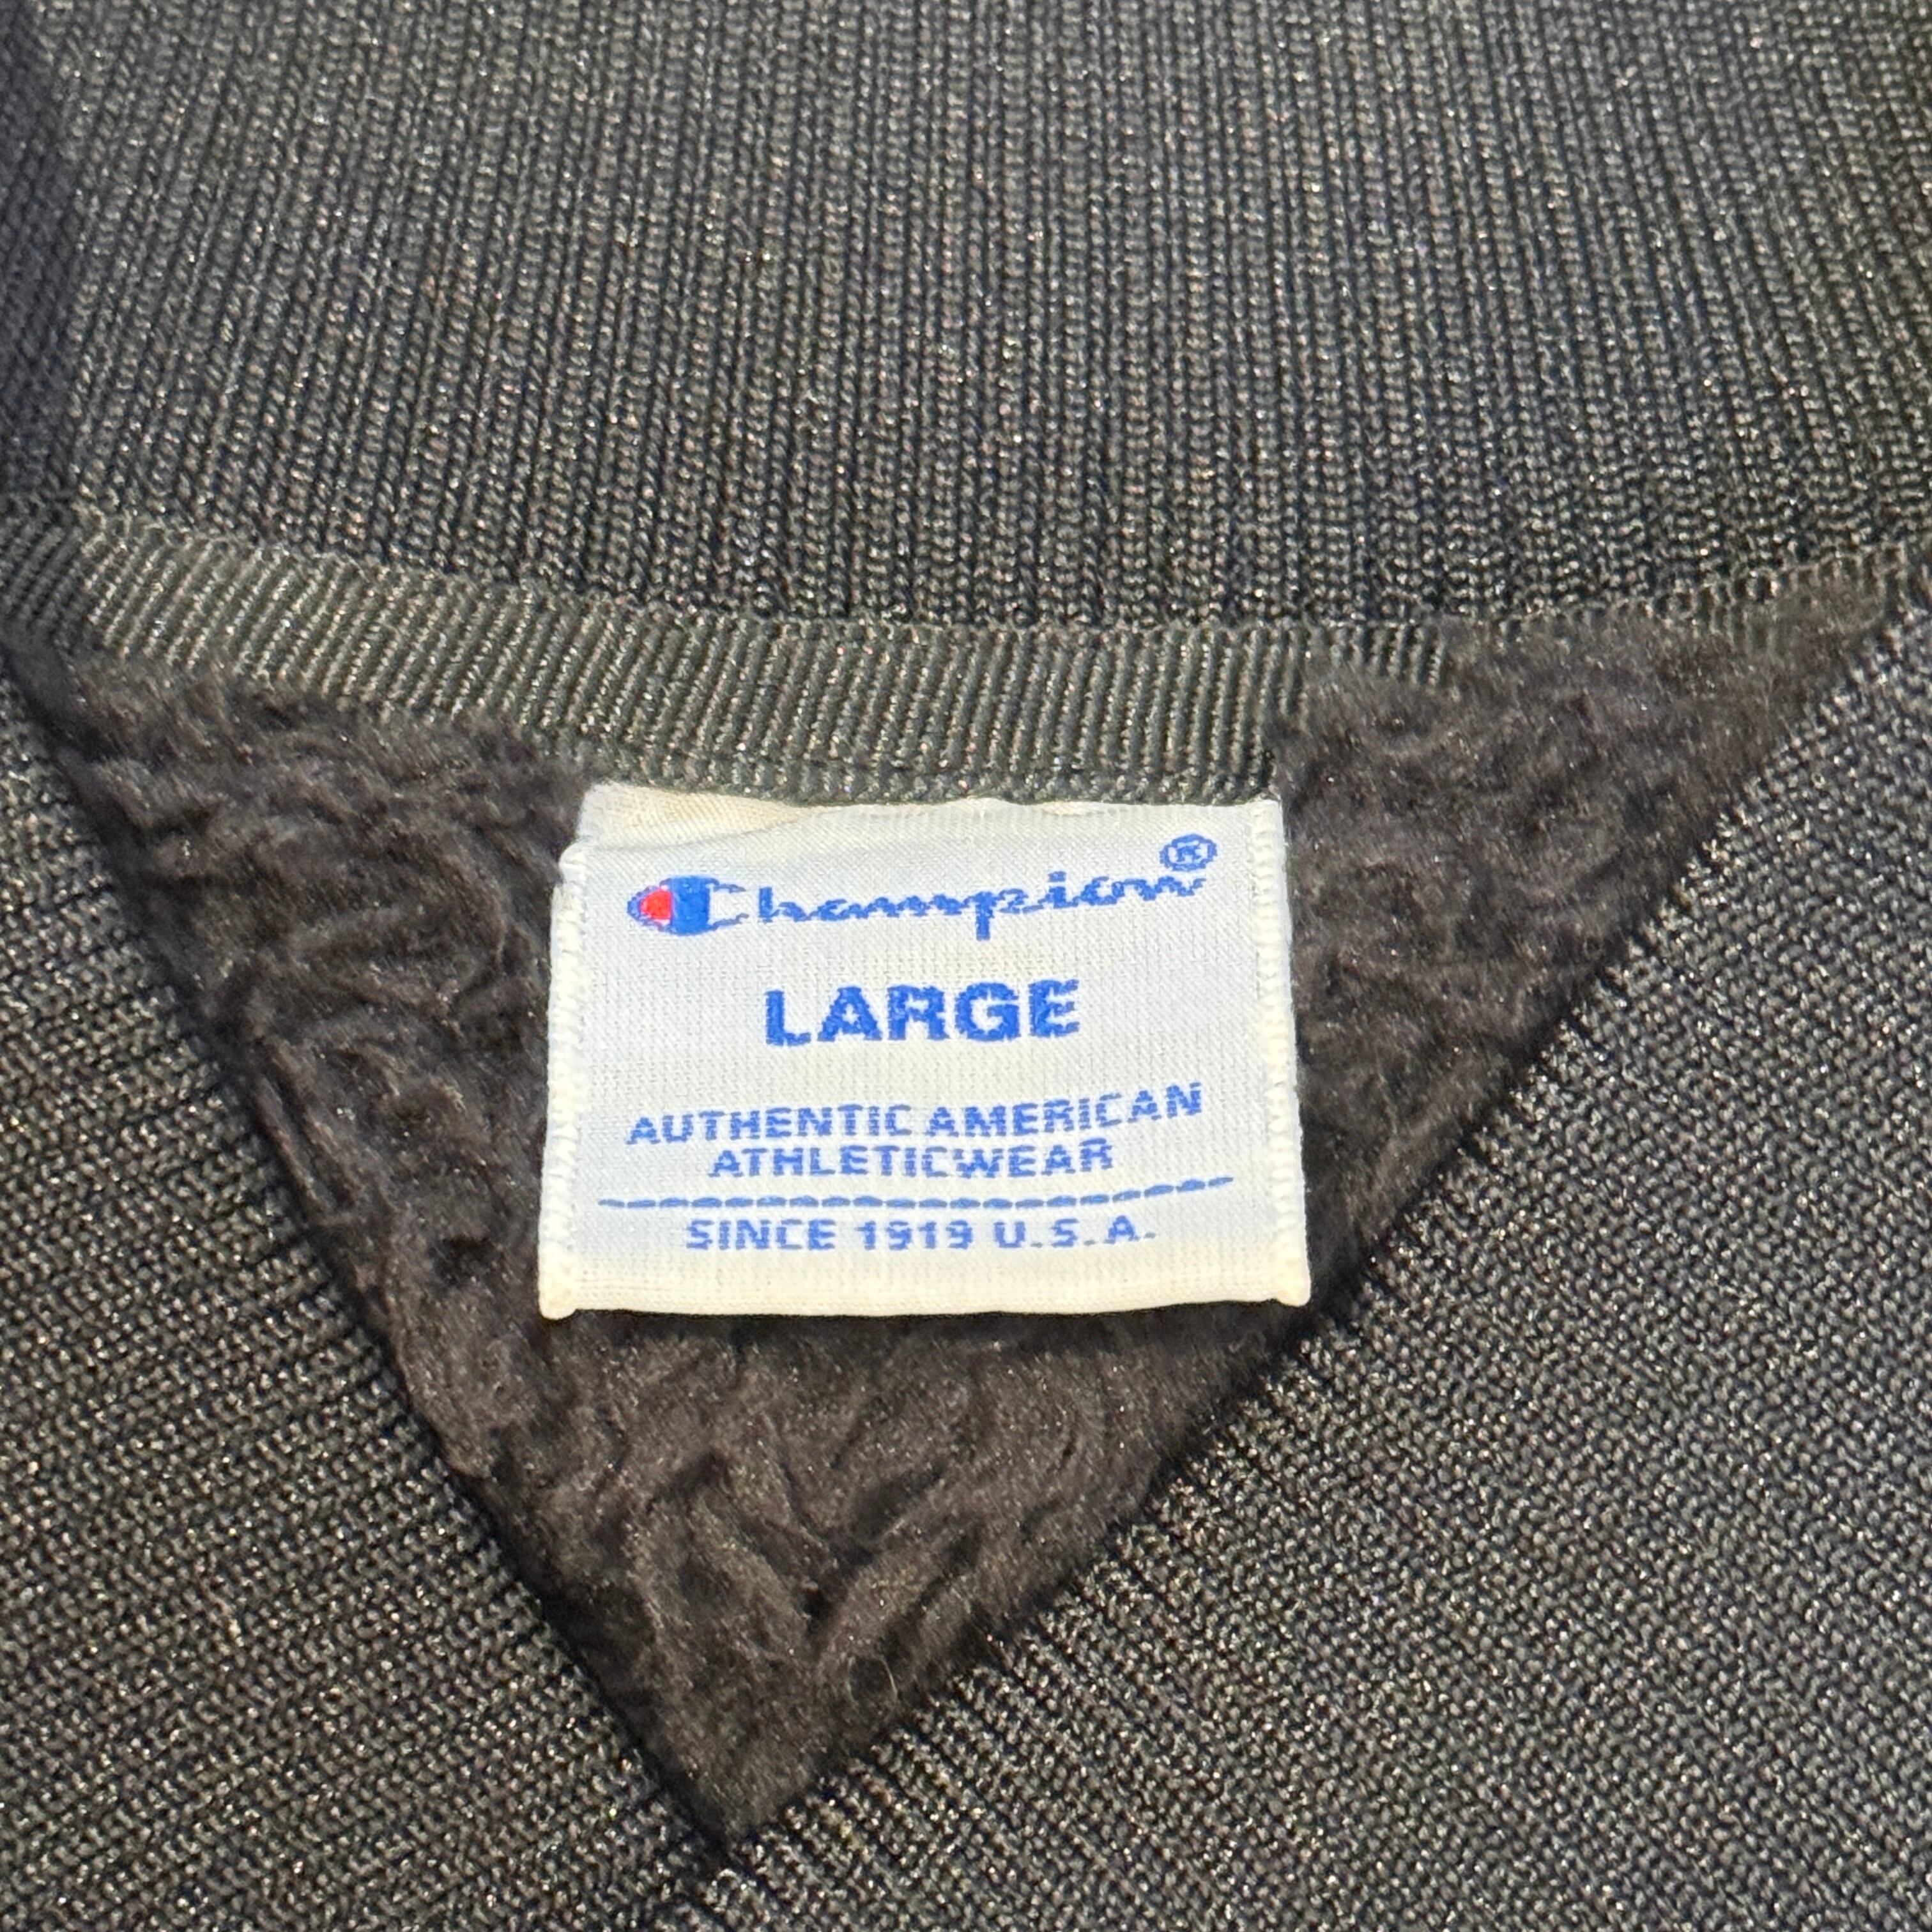 Champion®
LARGE
AUTHENTIC AMERICAN
ATHLETICWEAR
SINCE 1919 U.S.A.